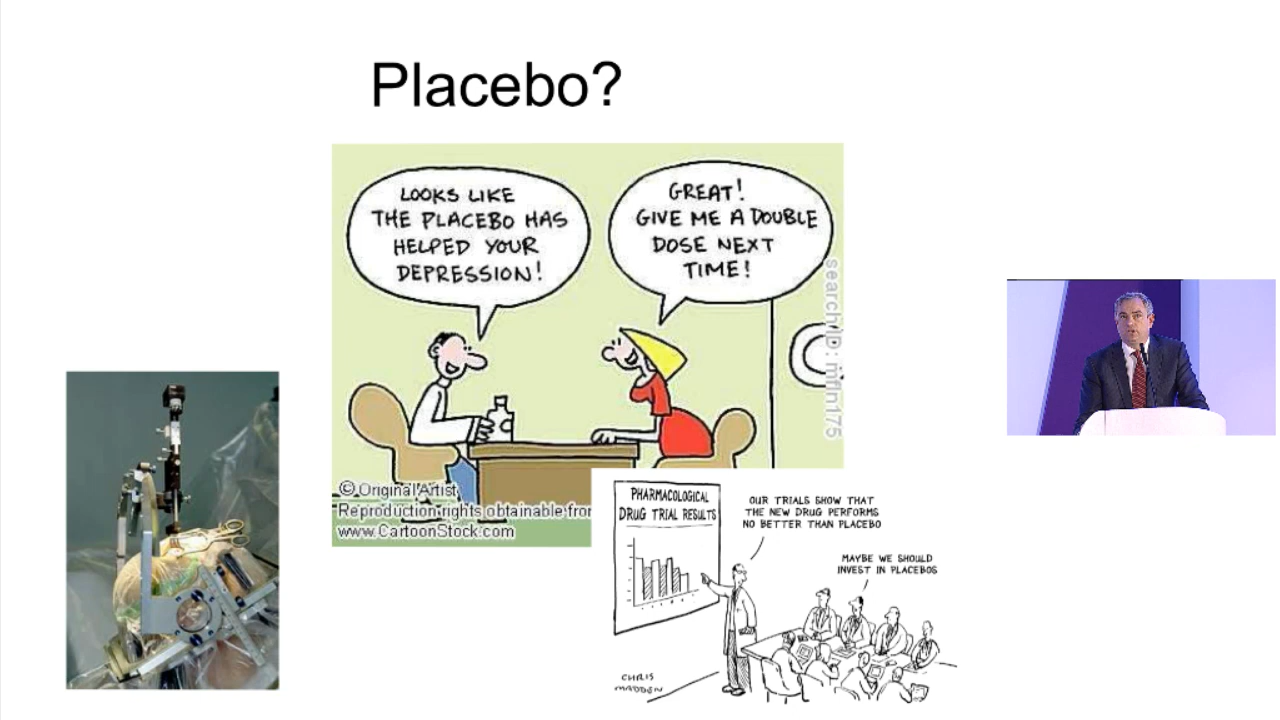 Placebo?
LOOKS LIKE
THE PLACEBO HAS
HELPED YOUR
DEPRESSION!
GREAT!
GIVE ME A DOUBLE
DOSE NEXT
TIME!
search ID: mfln175
© Original Artist
Reproduction rights obtainable from
www.CartoonStock.com
PHARMACOLOGICAL
DRUG TRIAL RESULTS
OUR TRIALS SHOW THAT
THE NEW DRUG PERFORMS
NO BETTER THAN PLACEBO
MAYBE WE SHOULD
INVEST IN PLACEBOS
CHRIS
MADDEN